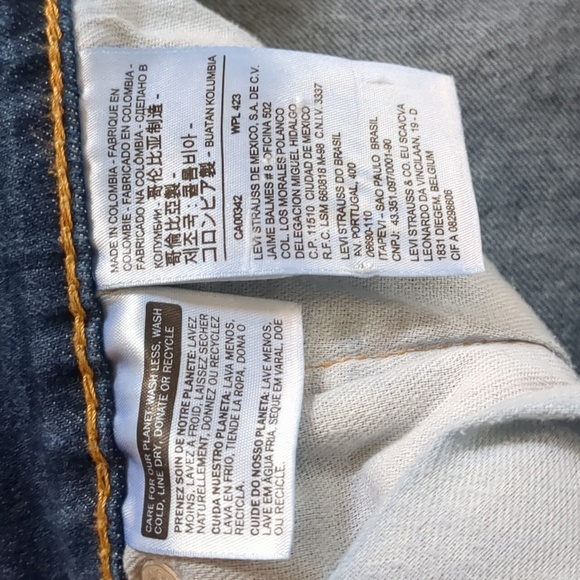 MADE IN COLOMBIA - FABRIQUE EN
COLOMBIE - FABRICADO EN COLOMBIA -
FABRICADO NA COLÔMBIA - СДЕЛАНО В
КОЛУМБИИ - 哥伦比亚制造 -
哥倫比亞製 -
제조국 : 콜롬비아 - BUATAN KOLUMBIA
コロンビア製
CA00342 WPL 423
LEVI STRAUSS DE MEXICO, S.A. DE C.V.
JAIME BALMES # 8 - OFICINA 502
COL. LOS MORALES POLANCO
DELEGACION MIGUEL HIDALGO
C.P. 11510 CIUDAD DE MEXICO
R.F.C. LSM 660818 M-98 C.N.I.V. 3337
LEVI STRAUSS DO BRASIL
AV. PORTUGAL, 400
06690-110
ITAPEVI - SAO PAULO BRASIL
CNPJ: 43.351.097/0001-90
LEVI STRAUSS & CO. EU SCA/CVA
LEONARDO DA VINCILAAN, 19 - D
1831 DIEGEM, BELGIUM
CIF A 08298806
CARE FOR OUR PLANET: WASH LESS, WASH
COLD, LINE DRY, DONATE OR RECYCLE
PRENEZ SOIN DE NOTRE PLANETE: LAVEZ
MOINS, LAVEZ À FROID, LAISSEZ SECHER
NATURELLEMENT, DONNEZ OU RECYCLEZ
CUIDA NUESTRO PLANETA: LAVA MENOS,
LAVA EN FRIO, TIENDE LA ROPA, DONA O
RECICLA.
CUIDE DO NOSSO PLANETA: LAVE MENOS,
LAVE EM ÁGUA FRIA, SEQUE EM VARAL, DOE
OU RECICLE.